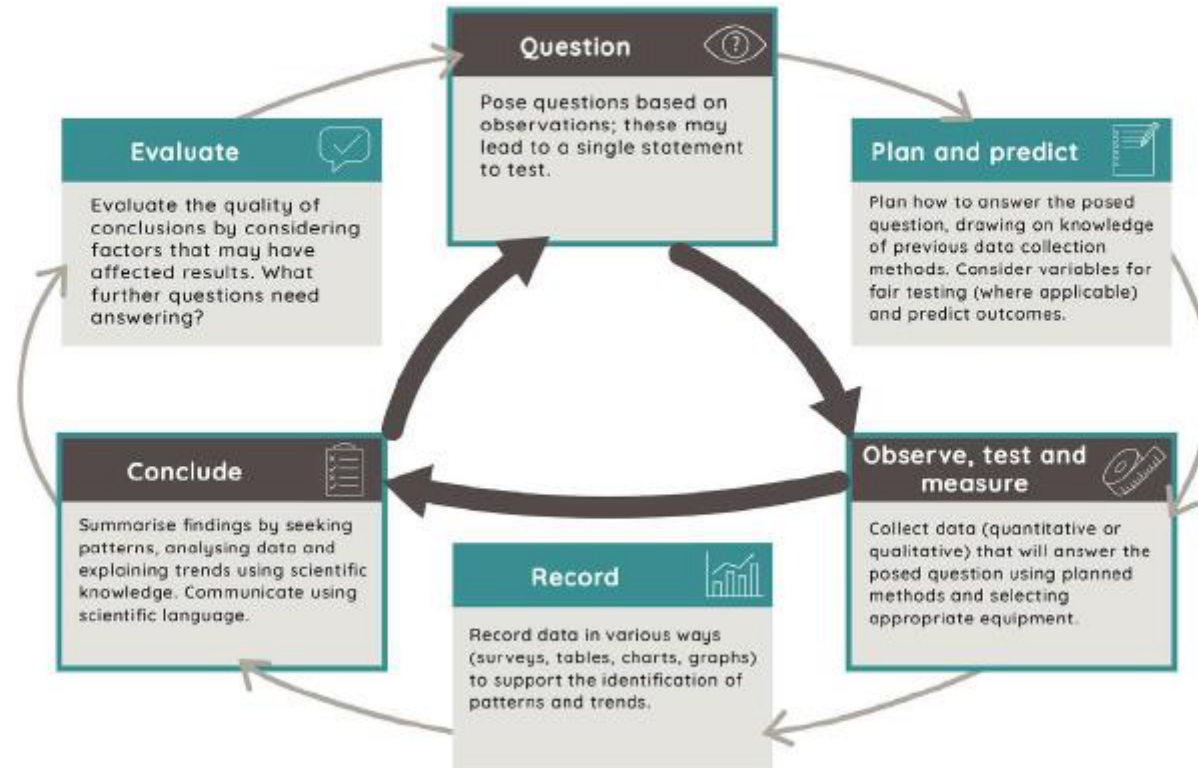 Question
?
Pose questions based on
observations; these may
lead to a single statement
to test.
Plan and predict
Plan how to answer the posed
question, drawing on knowledge
of previous data collection
methods. Consider variables for
fair testing (where applicable)
and predict outcomes.
Observe, test and
measure
Collect data (quantitative or
qualitative) that will answer the
posed question using planned
methods and selecting
appropriate equipment.
Record
Record data in various ways
(surveys, tables, charts, graphs)
to support the identification of
patterns and trends.
Conclude
Summarise findings by seeking
patterns, analysing data and
explaining trends using scientific
knowledge. Communicate using
scientific language.
Evaluate
Evaluate the quality of
conclusions by considering
factors that may have
affected results. What
further questions need
answering?